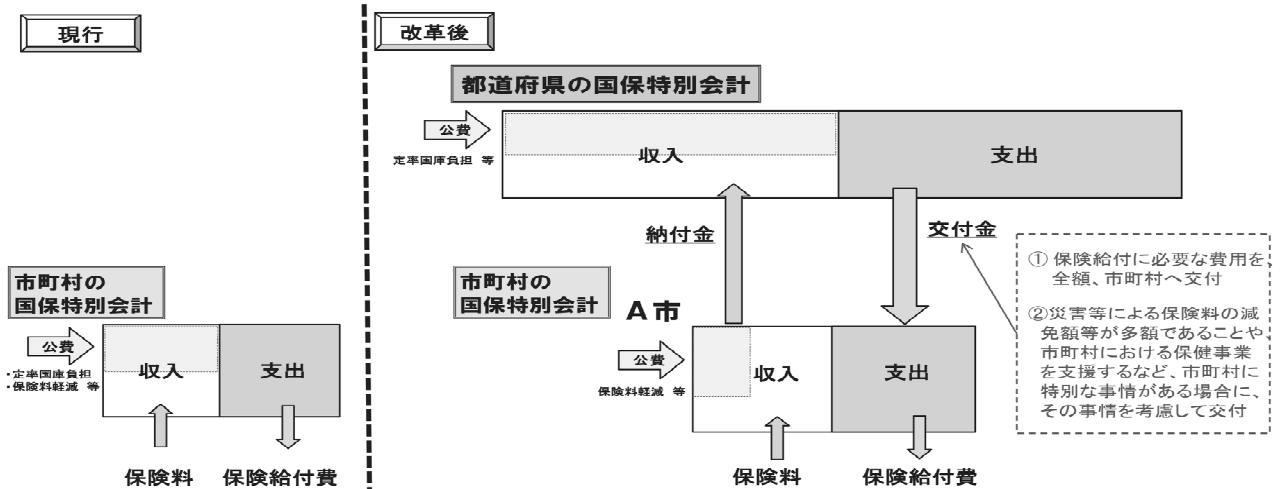 現行
市町村の
国保特別会計
公費
・定率国庫負担
・保険料軽減 等
収入
支出
保険料
保険給付費
改革後
都道府県の国保特別会計
公費
定率国庫負担 等
収入
支出
納付金
交付金
市町村の
国保特別会計
A市
公費
保険料軽減 等
収入
支出
保険料
保険給付費
① 保険給付に必要な費用を、
全額、市町村へ交付
②災害等による保険料の減
免額等が多額であることや、
市町村における保健事業
を支援するなど、市町村に
特別な事情がある場合に、
その事情を考慮して交付